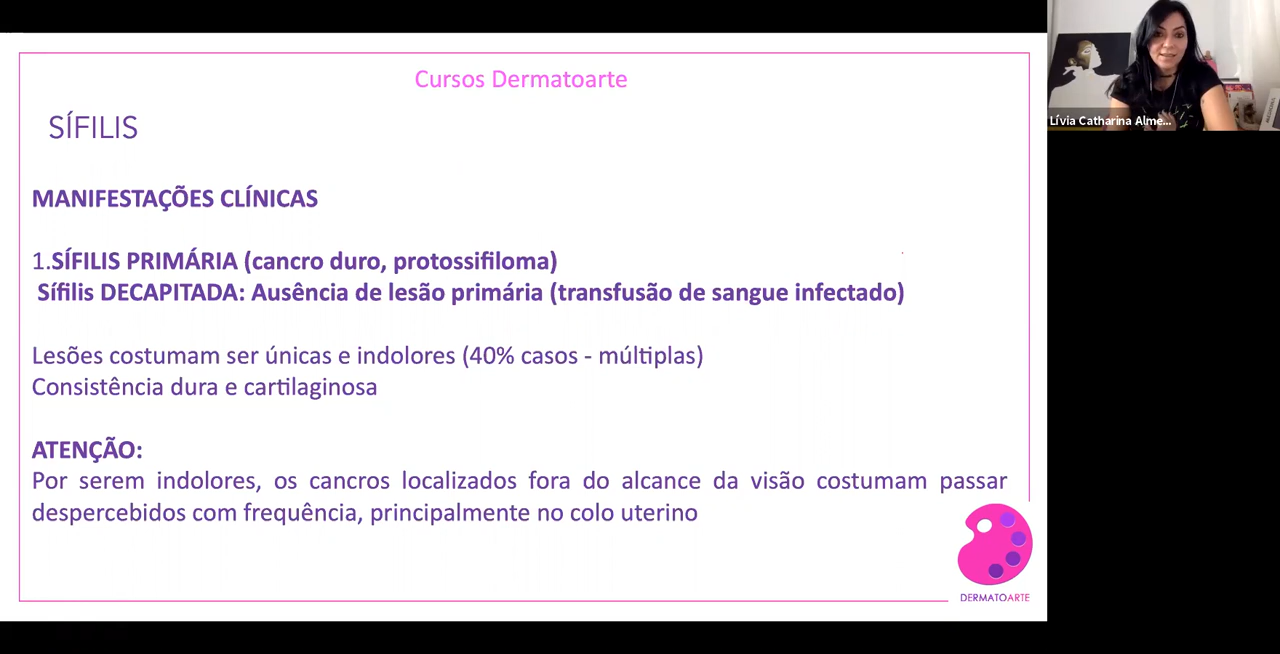 Cursos Dermatoarte
SÍFILIS
MANIFESTAÇÕES CLÍNICAS
1.SÍFILIS PRIMÁRIA (cancro duro, protossifiloma)
Sífilis DECAPITADA: Ausência de lesão primária (transfusão de sangue infectado)
Lesões costumam ser únicas e indolores (40% casos - múltiplas)
Consistência dura e cartilaginosa
ATENÇÃO:
Por serem indolores, os cancros localizados fora do alcance da visão costumam passar
despercebidos com frequência, principalmente no colo uterino
DERMATOARTE
Lívia Catharina Alme...